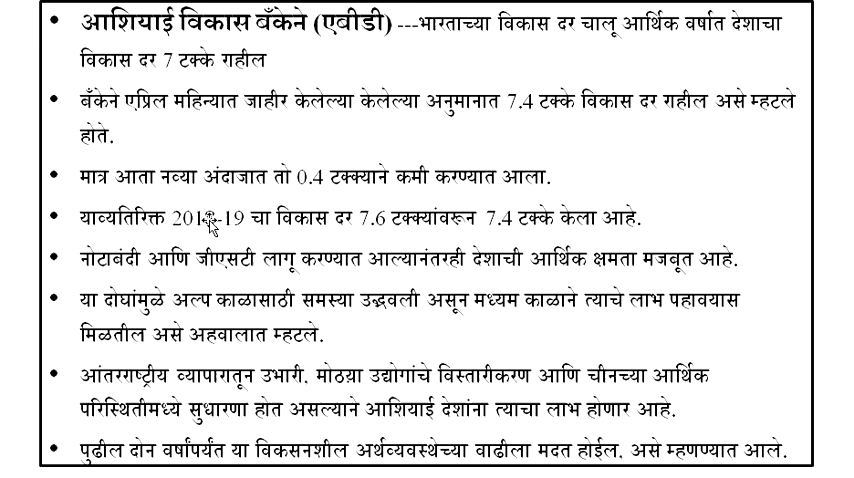 • आशियाई विकास बँकेने (एबीडी) ---भारताच्या विकास दर चालू आर्थिक वर्षात देशाचा
विकास दर 7 टक्के राहील
• बँकेने एप्रिल महिन्यात जाहीर केलेल्या केलेल्या अनुमानात 7.4 टक्के विकास दर राहील असे म्हटले
होते.
• मात्र आता नव्या अंदाजात तो 0.4 टक्क्याने कमी करण्यात आला.
• याव्यतिरिक्त 2018-19 चा विकास दर 7.6 टक्क्यांवरून 7.4 टक्के केला आहे.
• नोटाबंदी आणि जीएसटी लागू करण्यात आल्यानंतरही देशाची आर्थिक क्षमता मजबूत आहे.
• या दोघांमुळे अल्प काळासाठी समस्या उद्भवली असून मध्यम काळाने त्याचे लाभ पहावयास
मिळतील असे अहवालात म्हटले.
• आंतरराष्ट्रीय व्यापारातून उभारी, मोठय़ा उद्योगांचे विस्तारीकरण आणि चीनच्या आर्थिक
परिस्थितीमध्ये सुधारणा होत असल्याने आशियाई देशांना त्याचा लाभ होणार आहे.
• पुढील दोन वर्षांपर्यंत या विकसनशील अर्थव्यवस्थेच्या वाढीला मदत होईल, असे म्हणण्यात आले.